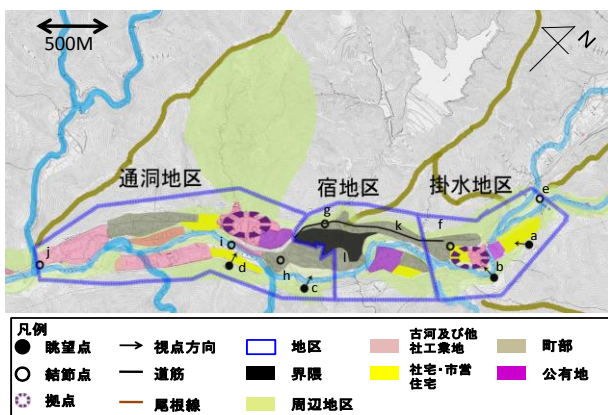 500M
N
通洞地区
宿地区
掛水地区
e
g
k
f
a
i
j
l
h
b
d
c
凡例
眺望点
視点方向
地区
古河及び他
社工業地
町部
結節点
道筋
界隈
社宅・市営
住宅
公有地
拠点
尾根線
周辺地区